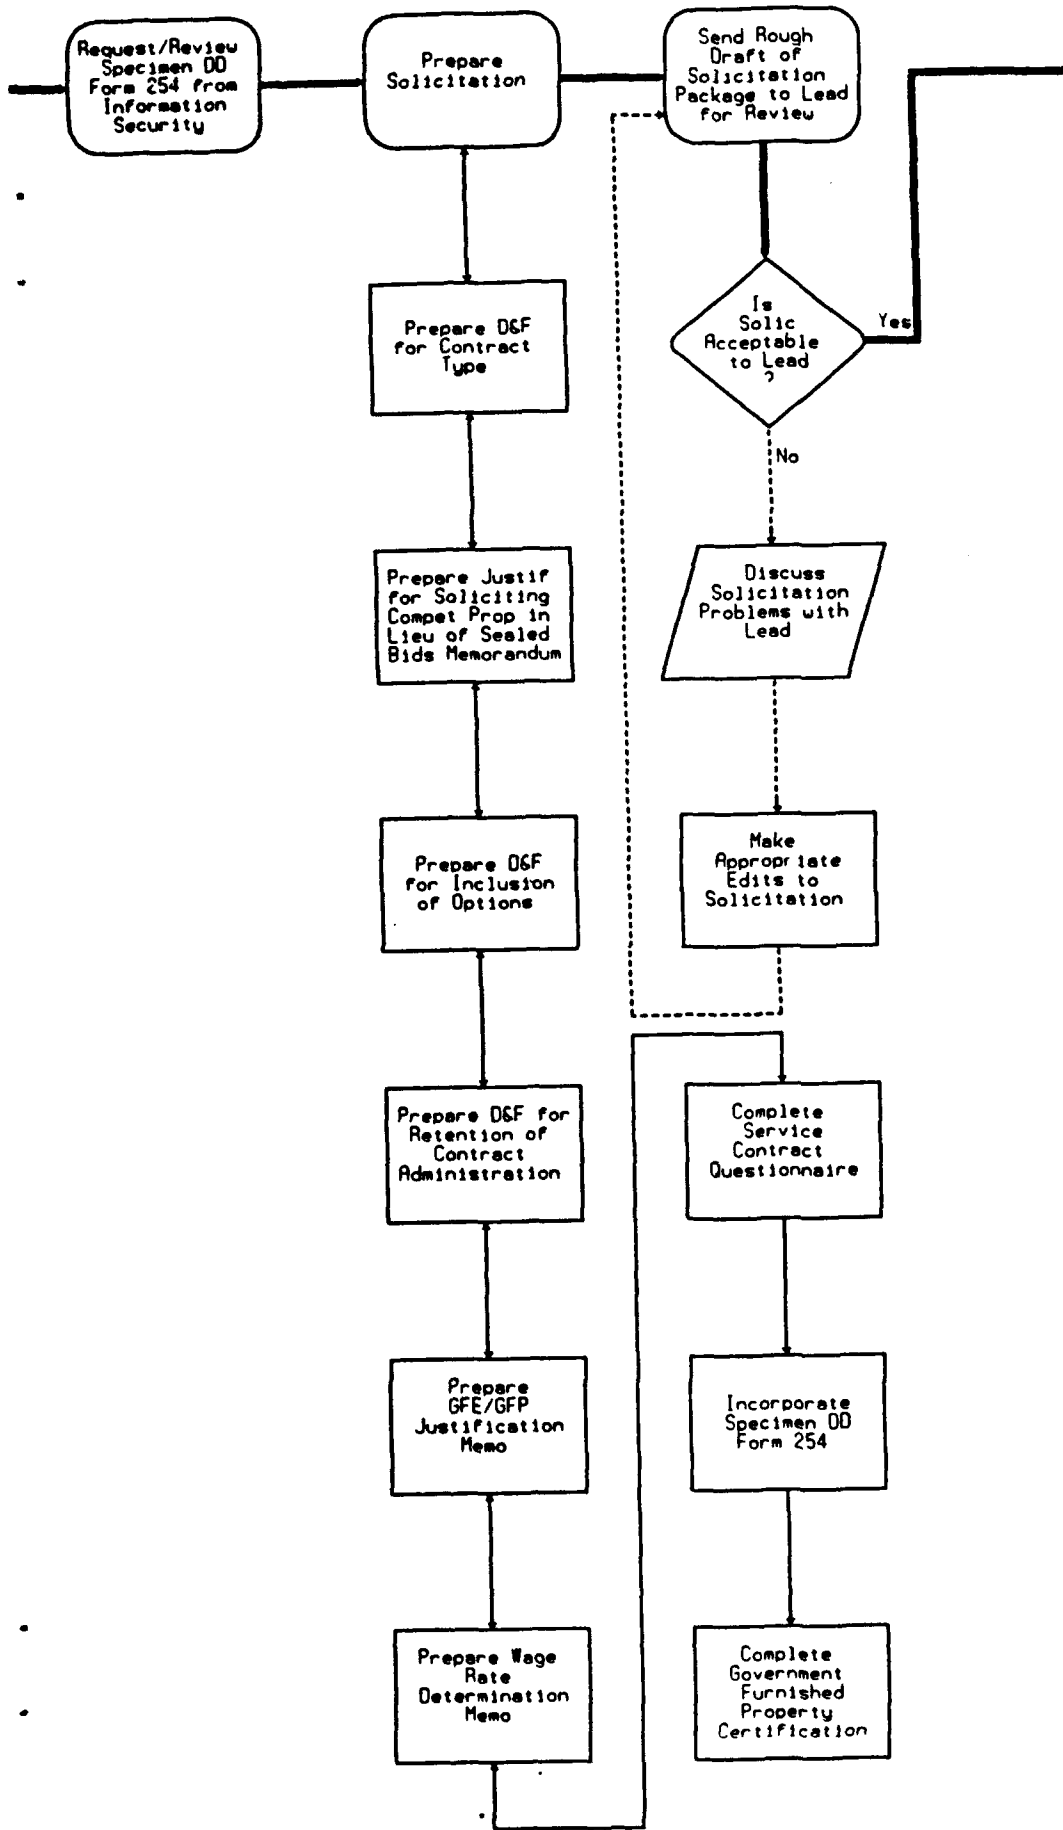 Request/Review
Specimen DD
Form 254 from
Information
Security
Prepare
Solicitation
Send Rough
Draft of
Solicitation
Package to Lead
for Review
Prepare D&F
for Contract
Type
Is
Solic
Acceptable
to Lead
?
Yes
No
Prepare Justif
for Soliciting
Compet Prop in
Lieu of Sealed
Bids Memorandum
Discuss
Solicitation
Problems with
Lead
Prepare D&F
for Inclusion
of Options
Make
Appropriate
Edits to
Solicitation
Prepare D&F for
Retention of
Contract
Administration
Complete
Service
Contract
Questionnaire
Prepare
GFE/GFP
Justification
Memo
Incorporate
Specimen DD
Form 254
Prepare Wage
Rate
Determination
Memo
Complete
Government
Furnished
Property
Certification